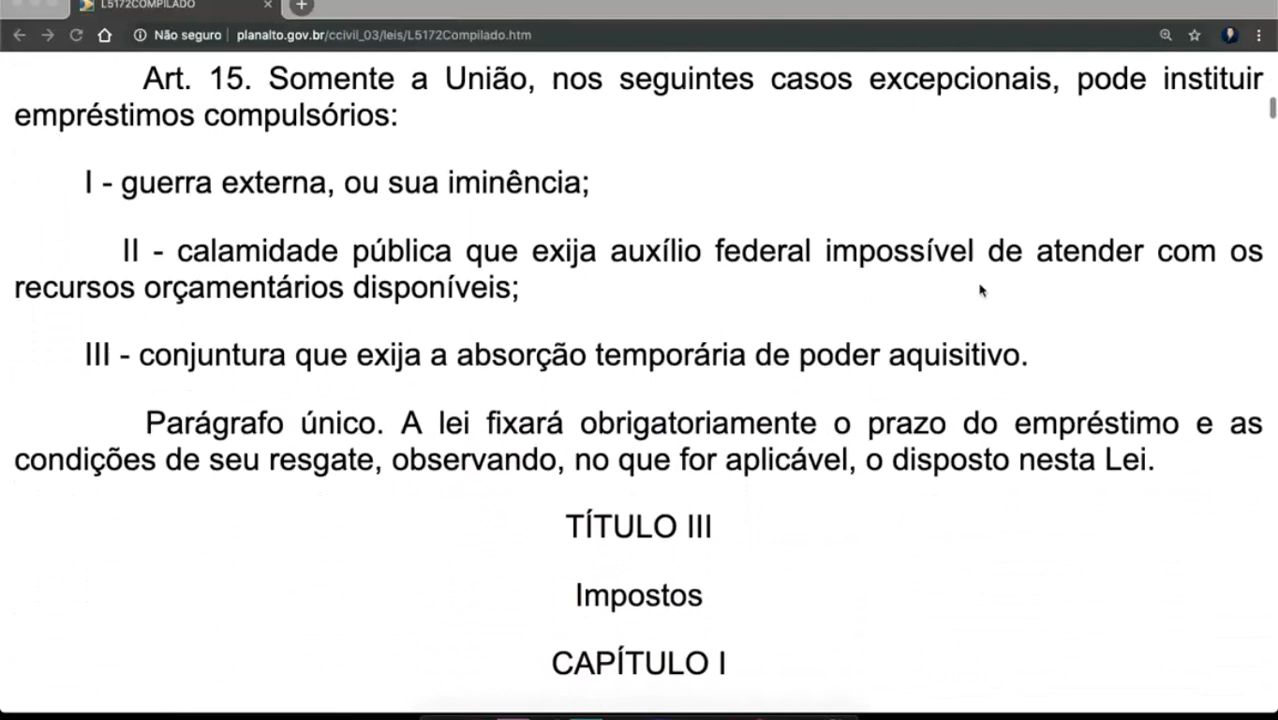 L5172COMPILADO
Não seguro planalto.gov.br/ccivil_03/leis/L5172Compilado.htm
Art. 15. Somente a União, nos seguintes casos excepcionais, pode instituir
empréstimos compulsórios:
I - guerra externa, ou sua iminência;
II - calamidade pública que exija auxílio federal impossível de atender com os
recursos orçamentários disponíveis;
III - conjuntura que exija a absorção temporária de poder aquisitivo.
Parágrafo único. A lei fixará obrigatoriamente o prazo do empréstimo e as
condições de seu resgate, observando, no que for aplicável, o disposto nesta Lei.
TÍTULO III
Impostos
CAPÍTULO I